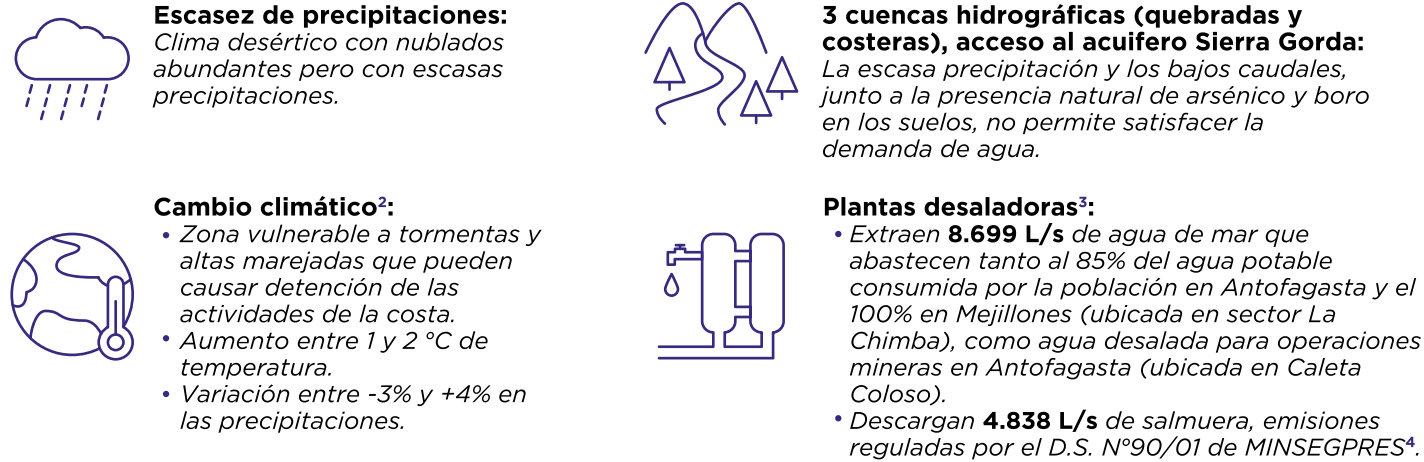 Escasez de precipitaciones:
Clima desértico con nublados
abundantes pero con escasas
precipitaciones.
3 cuencas hidrográficas (quebradas y
costeras), acceso al acuifero Sierra Gorda:
La escasa precipitación y los bajos caudales,
junto a la presencia natural de arsénico y boro
en los suelos, no permite satisfacer la
demanda de agua.
Cambio climático²:
• Zona vulnerable a tormentas y
altas marejadas que pueden
causar detención de las
actividades de la costa.
• Aumento entre 1 y 2 °C de
temperatura.
• Variación entre -3% y +4% en
las precipitaciones.
Plantas desaladoras³:
• Extraen 8.699 L/s de agua de mar que
abastecen tanto al 85% del agua potable
consumida por la población en Antofagasta y el
100% en Mejillones (ubicada en sector La
Chimba), como agua desalada para operaciones
mineras en Antofagasta (ubicada en Caleta
Coloso).
• Descargan 4.838 L/s de salmuera, emisiones
reguladas por el D.S. N°90/01 de MINSEGPRES⁴.